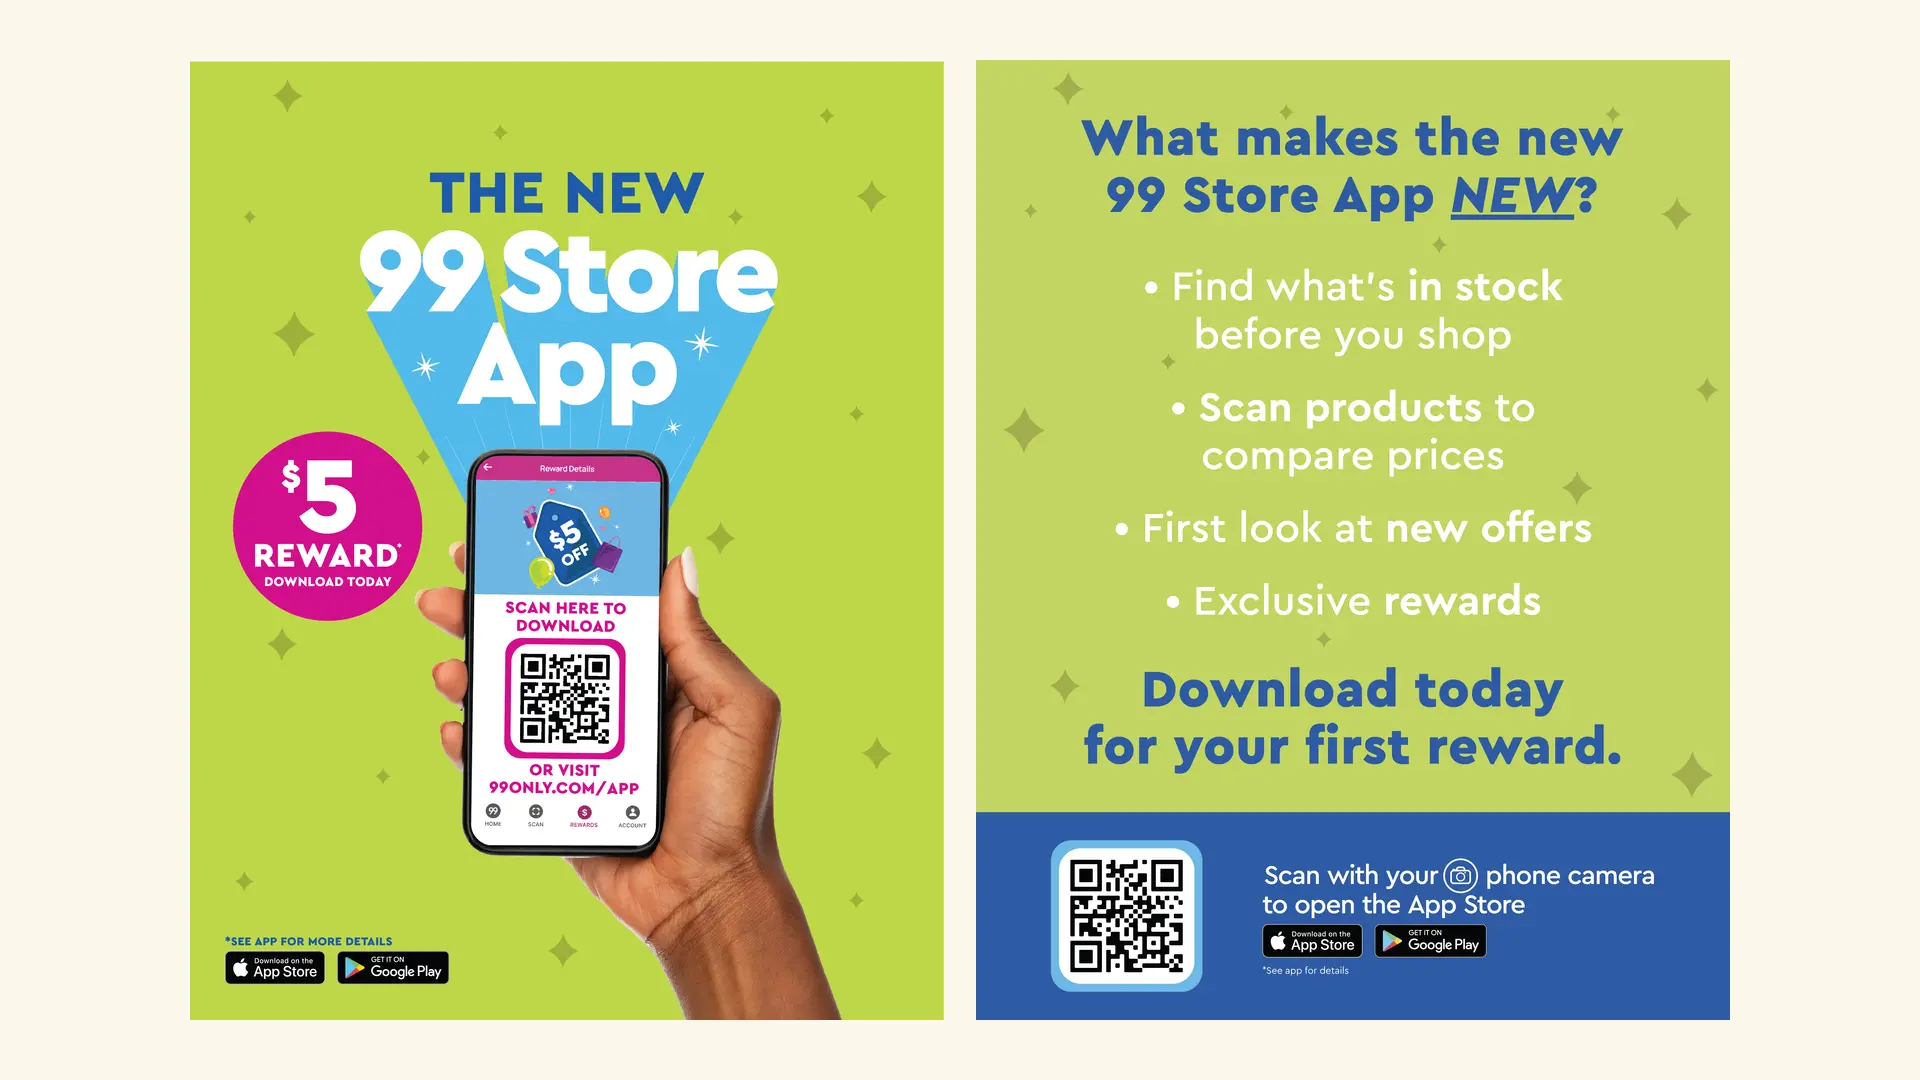 THE NEW
99 Store
App
$5
REWARD*
DOWNLOAD TODAY
Reward Details
$5
OFF
SCAN HERE TO
DOWNLOAD
OR VISIT
99ONLY.COM/APP
99
HOME
SCAN
$
REWARDS
ACCOUNT
*SEE APP FOR MORE DETAILS
Download on the
App Store
GET IT ON
Google Play
What makes the new
99 Store App NEW?
• Find what's in stock
before you shop
• Scan products to
compare prices
• First look at new offers
• Exclusive rewards
Download today
for your first reward.
Scan with your phone camera
to open the App Store
Download on the
App Store
GET IT ON
Google Play
*See app for details